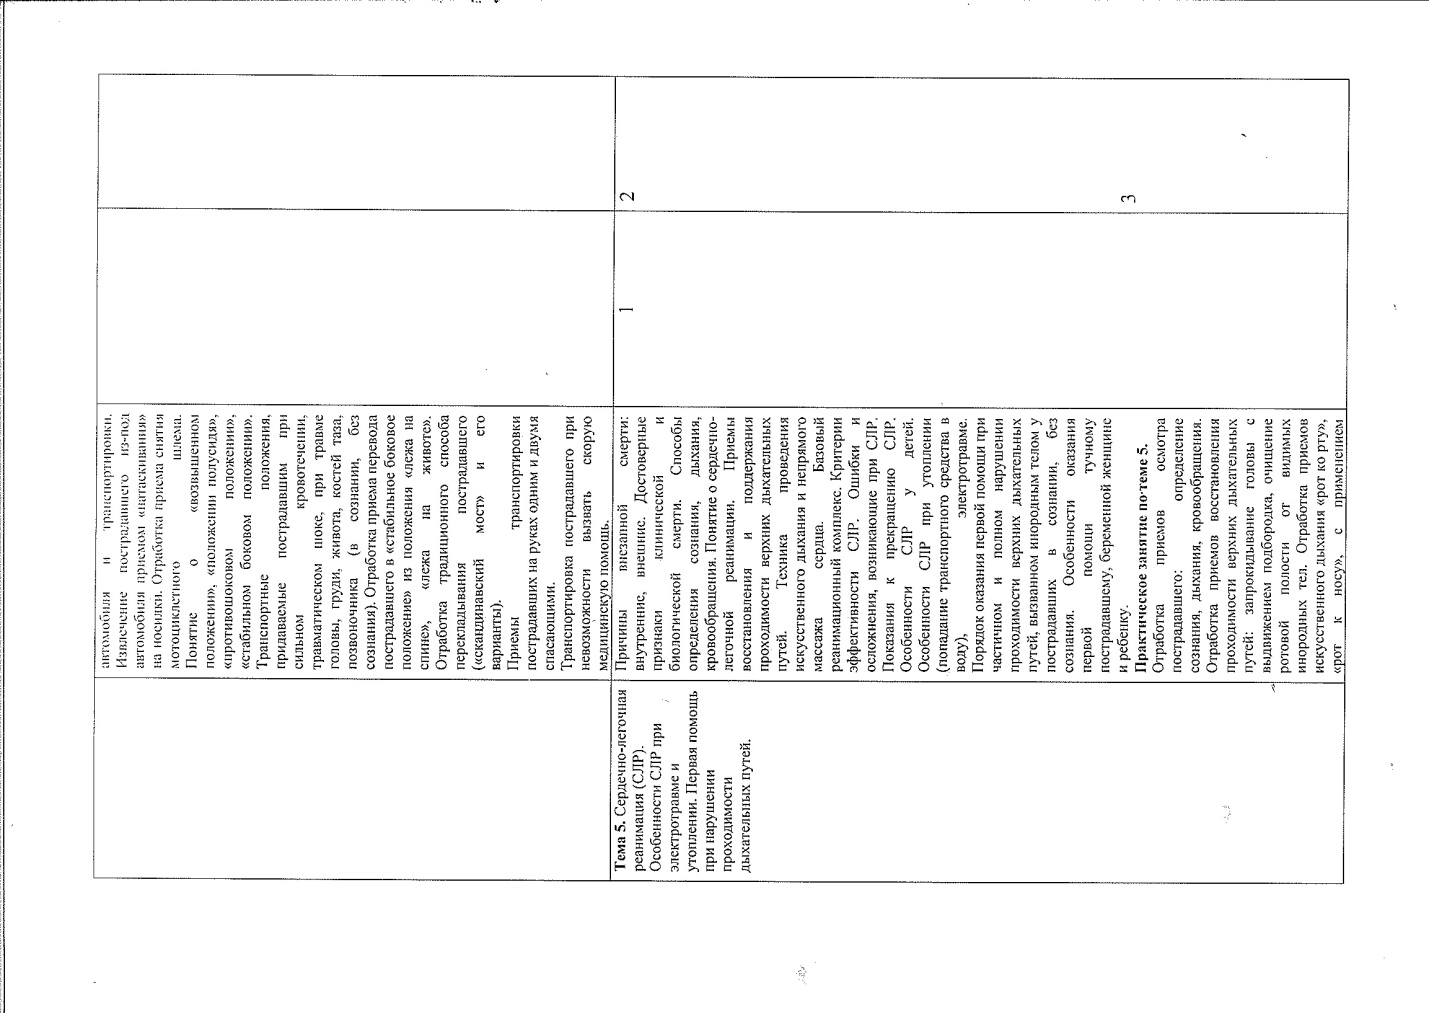 автомобиля и транспортировки.
Извлечение пострадавшего из-под
автомобиля приемом «натаскивания»
на носилки. Отработка приема снятия
мотоциклетного шлема.
Понятие о «возвышенном
положении», «положении полусидя»,
«противошоковом положении»,
«стабильном боковом положении».
Транспортные положения,
придаваемые пострадавшим при
сильном кровотечении,
травматическом шоке, при травме
головы, груди, живота, костей таза,
позвоночника (в сознании, без
сознания). Отработка приема перевода
пострадавшего в «стабильное боковое
положение» из положения «лежа на
спине», «лежа на животе».
Отработка традиционного способа
перекладывания пострадавшего
(«скандинавский мост» и его
варианты).
Приемы транспортировки
пострадавших на руках одним и двумя
спасающими.
Транспортировка пострадавшего при
невозможности вызвать скорую
медицинскую помощь.
Тема 5. Сердечно-легочная
реанимация (СЛР).
Особенности СЛР при
электротравме и
утоплении. Первая помощь
при нарушении
проходимости
дыхательных путей.
Причины внезапной смерти:
внутренние, внешние. Достоверные
признаки клинической и
биологической смерти. Способы
определения сознания, дыхания,
кровообращения. Понятие о сердечно-
легочной реанимации. Приемы
восстановления и поддержания
проходимости верхних дыхательных
путей. Техника проведения
искусственного дыхания и непрямого
массажа сердца. Базовый
реанимационный комплекс. Критерии
эффективности СЛР. Ошибки и
осложнения, возникающие при СЛР.
Показания к прекращению СЛР.
Особенности СЛР у детей.
Особенности СЛР при утоплении
(попадание транспортного средства в
воду), электротравме.
Порядок оказания первой помощи при
частичном и полном нарушении
проходимости верхних дыхательных
путей, вызванном инородным телом у
пострадавших в сознании, без
сознания. Особенности оказания
первой помощи тучному
пострадавшему, беременной женщине
и ребенку.
Практическое занятие по теме 5.
Отработка приемов осмотра
пострадавшего: определение
сознания, дыхания, кровообращения.
Отработка приемов восстановления
проходимости верхних дыхательных
путей: запрокидывание головы с
выдвижением подбородка, очищение
ротовой полости от видимых
инородных тел. Отработка приемов
искусственного дыхания «рот ко рту»,
«рот к носу», с применением
1
2
3